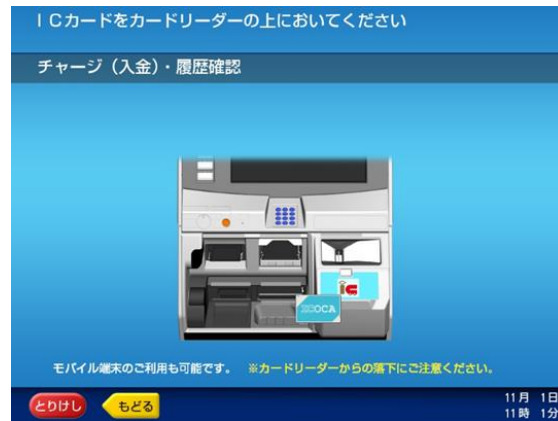 ICカードをカードリーダーの上においてください
チャージ（入金）・履歴確認
ic
ICOCA
モバイル端末のご利用も可能です。 ※カードリーダーからの落下にご注意ください。
とりけし もどる
11月 1日
11時 1分